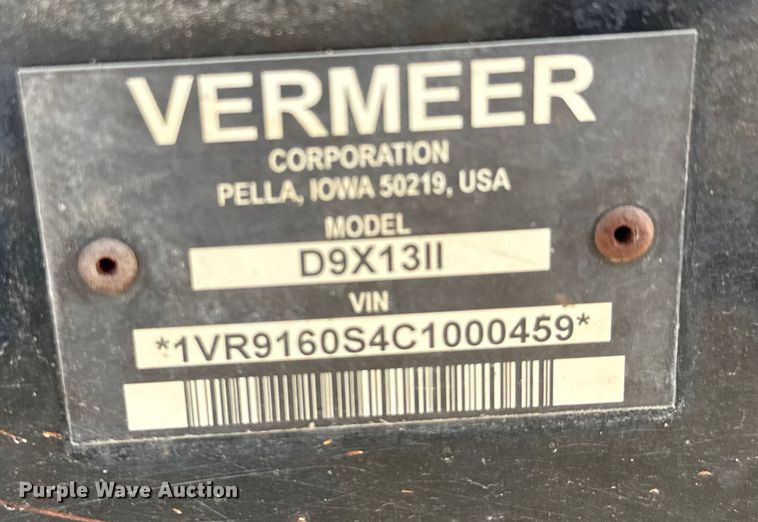 VERMEER
CORPORATION
PELLA, IOWA 50219, USA
MODEL
D9X13II
VIN
*1VR9160S4C1000459*
Purple Wave Auction